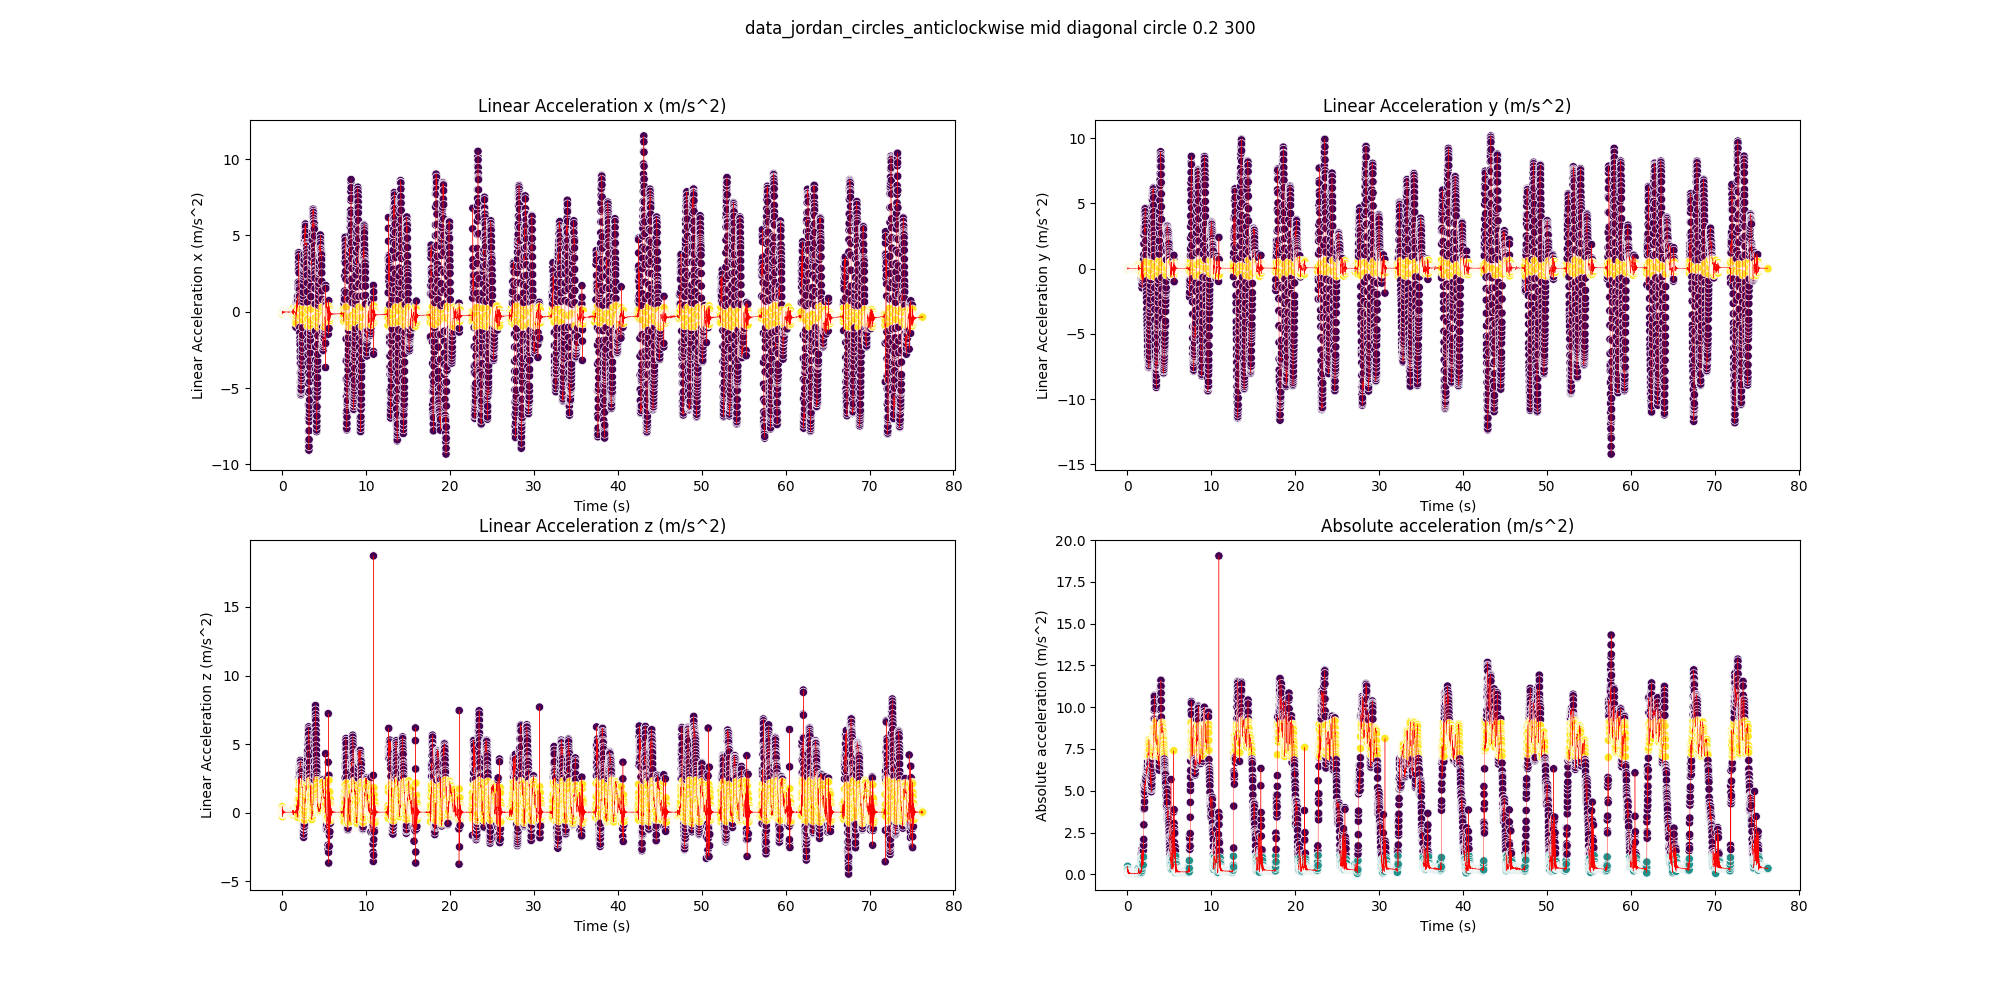 data_jordan_circles_anticlockwise mid diagonal circle 0.2 300
Linear Acceleration x (m/s^2)
Linear Acceleration x (m/s^2)
10
5
0
−5
−10
0 10 20 30 40 50 60 70 80
Time (s)
Linear Acceleration y (m/s^2)
Linear Acceleration y (m/s^2)
10
5
0
−5
−10
−15
0 10 20 30 40 50 60 70 80
Time (s)
Linear Acceleration z (m/s^2)
Linear Acceleration z (m/s^2)
15
10
5
0
−5
0 10 20 30 40 50 60 70 80
Time (s)
Absolute acceleration (m/s^2)
Absolute acceleration (m/s^2)
20.0
17.5
15.0
12.5
10.0
7.5
5.0
2.5
0.0
0 10 20 30 40 50 60 70 80
Time (s)